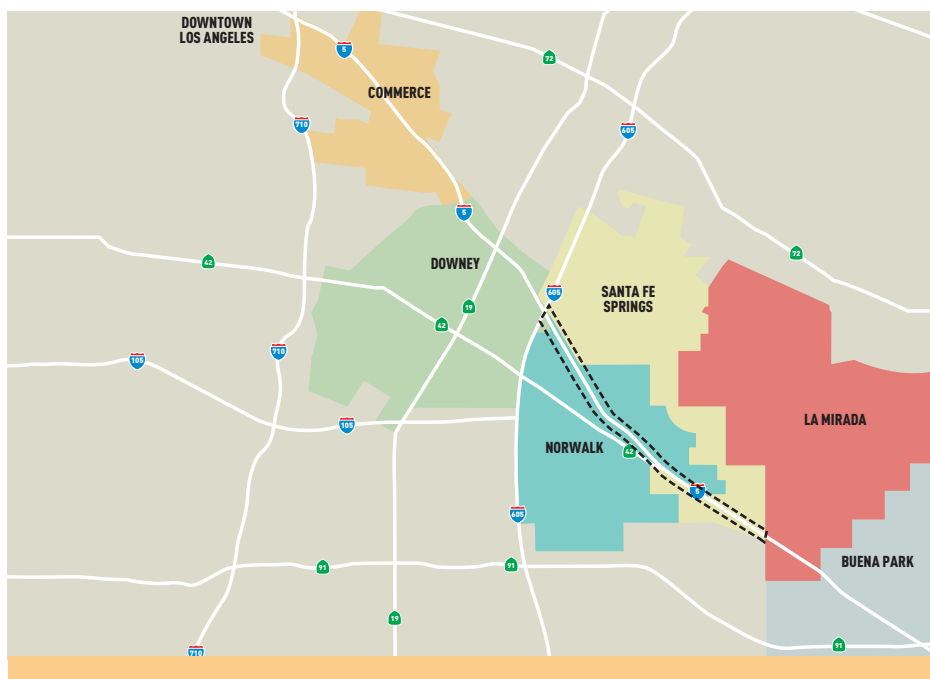 DOWNTOWN
LOS ANGELES
5
72
COMMERCE
710
605
5
72
42
DOWNEY
605
SANTA FE
SPRINGS
19
42
710
105
105
LA MIRADA
NORWALK
42
5
605
BUENA PARK
91
91
19
91
710